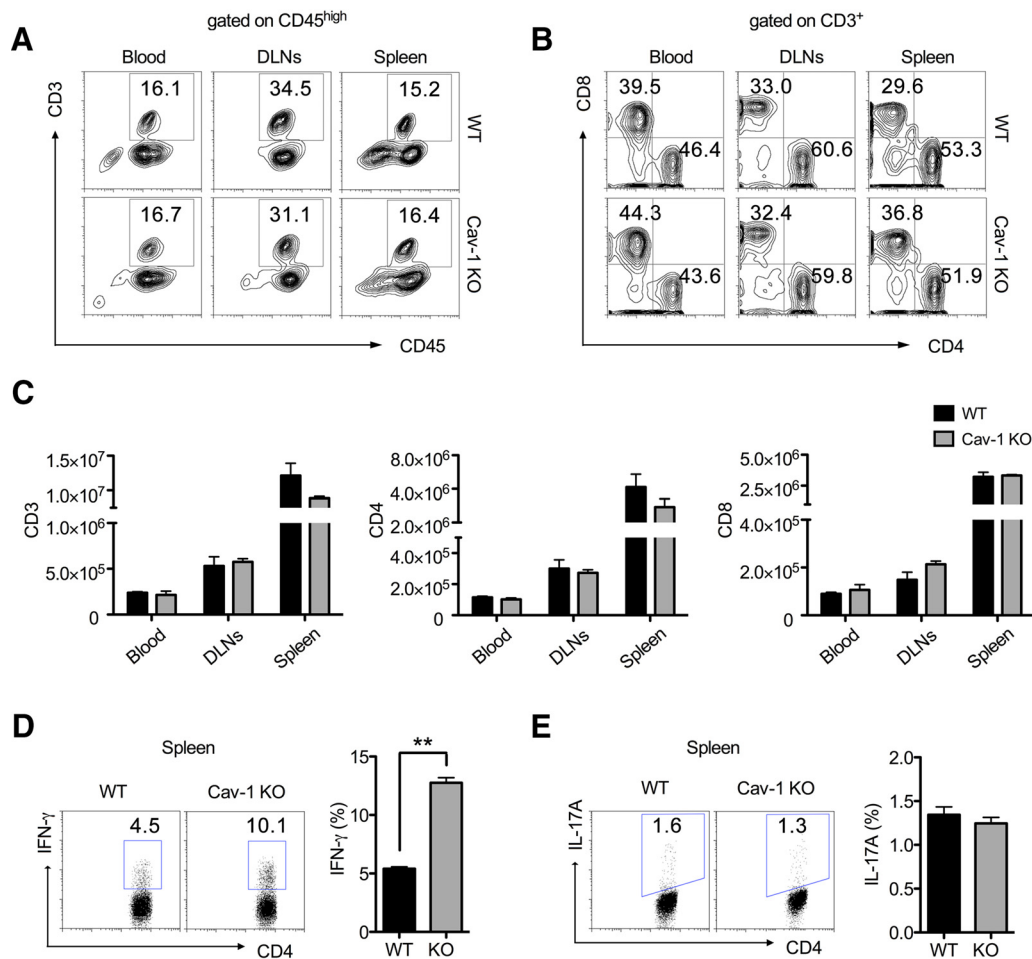 A
gated on CD45high
Blood DLNs Spleen
CD3
16.1 34.5 15.2
WT
16.7 31.1 16.4
Cav-1 KO
CD45
B
gated on CD3+
Blood DLNs Spleen
CD8
39.5 33.0 29.6
46.4 60.6 53.3
WT
44.3 32.4 36.8
43.6 59.8 51.9
Cav-1 KO
CD4
C
WT
Cav-1 KO
CD3
1.5×10⁷
1.0×10⁷
1.0×10⁶
5.0×10⁵
0
Blood DLNs Spleen
CD4
8.0×10⁶
4.0×10⁶
2.0×10⁶
4.0×10⁵
2.0×10⁵
0
Blood DLNs Spleen
CD8
5.0×10⁶
2.5×10⁶
4.0×10⁵
2.0×10⁵
0
Blood DLNs Spleen
D
Spleen
WT Cav-1 KO
IFN-γ
4.5 10.1
CD4
**
IFN-γ (%)
15
10
5
0
WT KO
E
Spleen
WT Cav-1 KO
IL-17A
1.6 1.3
CD4
IL-17A (%)
2.0
1.5
1.0
0.5
0.0
WT KO